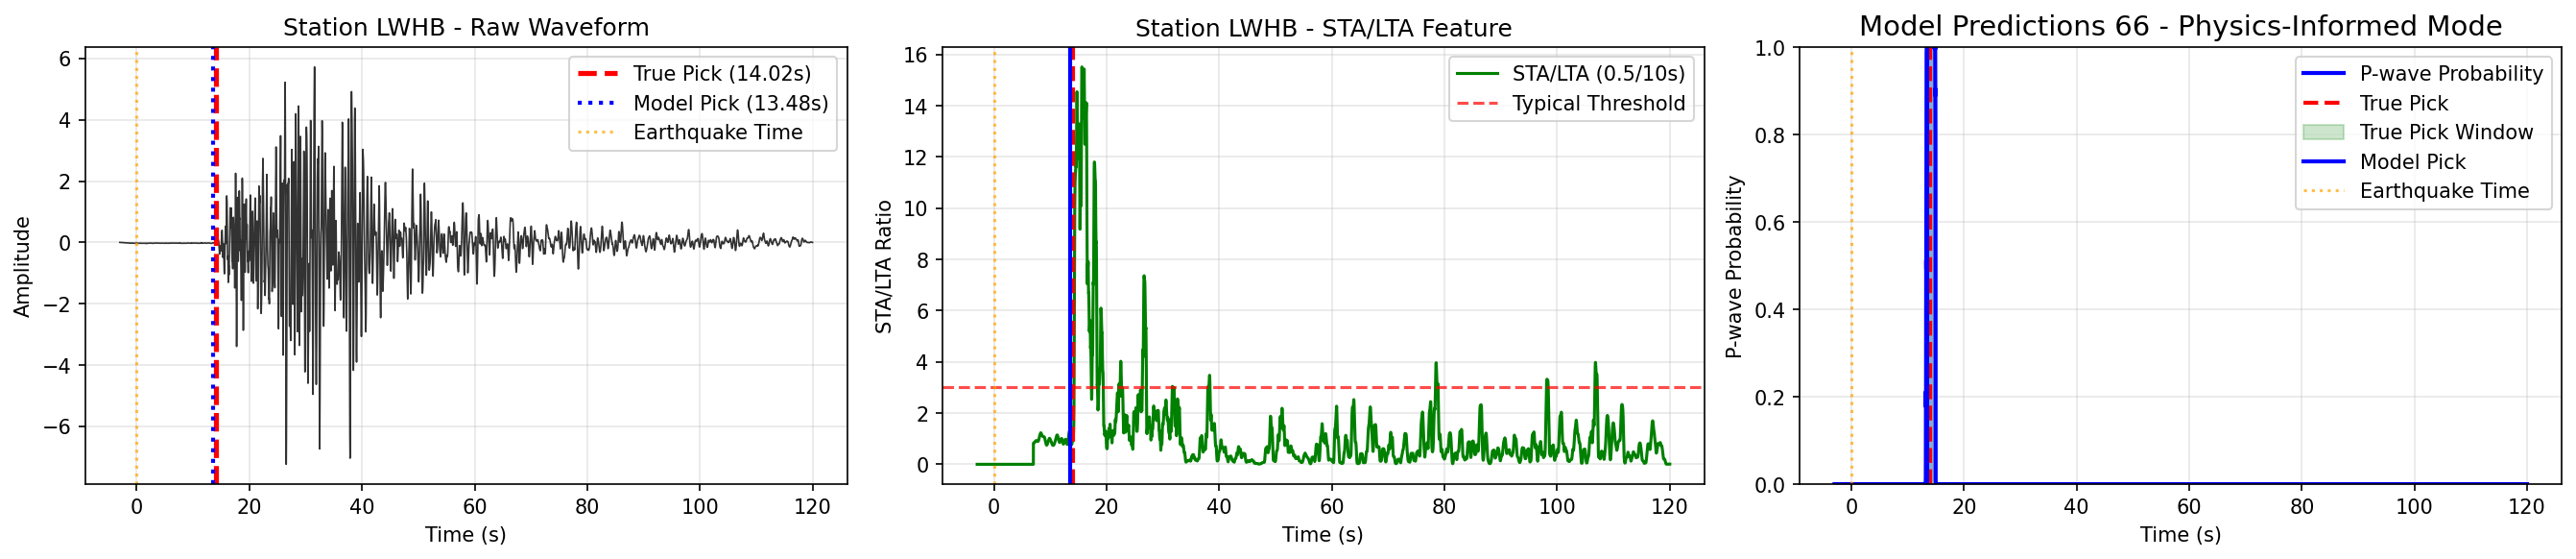 Station LWHB - Raw Waveform
6
4
2
0
−2
−4
−6
Amplitude
0
20
40
60
80
100
120
Time (s)
True Pick (14.02s)
Model Pick (13.48s)
Earthquake Time
Station LWHB - STA/LTA Feature
16
14
12
10
8
6
4
2
0
STA/LTA Ratio
0
20
40
60
80
100
120
Time (s)
STA/LTA (0.5/10s)
Typical Threshold
Model Predictions 66 - Physics-Informed Mode
1.0
0.8
0.6
0.4
0.2
0.0
P-wave Probability
0
20
40
60
80
100
120
Time (s)
P-wave Probability
True Pick
True Pick Window
Model Pick
Earthquake Time